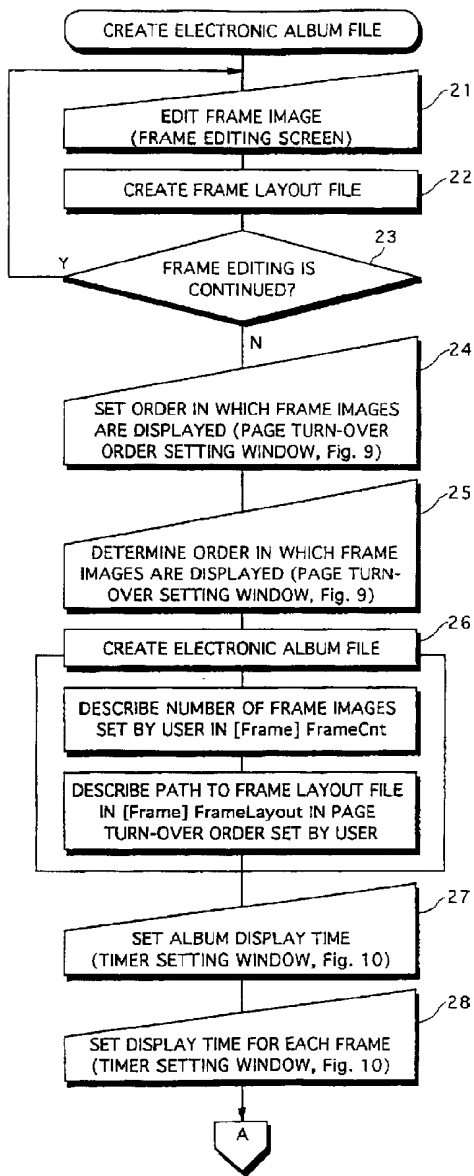 CREATE ELECTRONIC ALBUM FILE
21
EDIT FRAME IMAGE
(FRAME EDITING SCREEN)
22
CREATE FRAME LAYOUT FILE
23
Y
FRAME EDITING IS
CONTINUED?
N
24
SET ORDER IN WHICH FRAME IMAGES
ARE DISPLAYED (PAGE TURN-OVER
ORDER SETTING WINDOW, Fig. 9)
25
DETERMINE ORDER IN WHICH FRAME
IMAGES ARE DISPLAYED (PAGE TURN-
OVER SETTING WINDOW, Fig. 9)
26
CREATE ELECTRONIC ALBUM FILE
DESCRIBE NUMBER OF FRAME IMAGES
SET BY USER IN [Frame] FrameCnt
DESCRIBE PATH TO FRAME LAYOUT FILE
IN [Frame] FrameLayout IN PAGE
TURN-OVER ORDER SET BY USER
27
SET ALBUM DISPLAY TIME
(TIMER SETTING WINDOW, Fig. 10)
28
SET DISPLAY TIME FOR EACH FRAME
(TIMER SETTING WINDOW, Fig. 10)
A